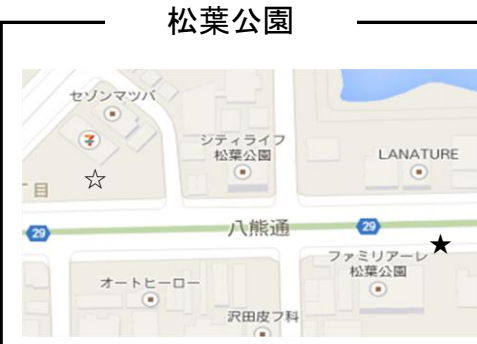 松葉公園
セゾンマツバ
シティライフ
松葉公園
LANATURE
丁目
☆
29
八熊通
29
★
ファミリアーレ
松葉公園
オートヒーロー
沢田皮フ科